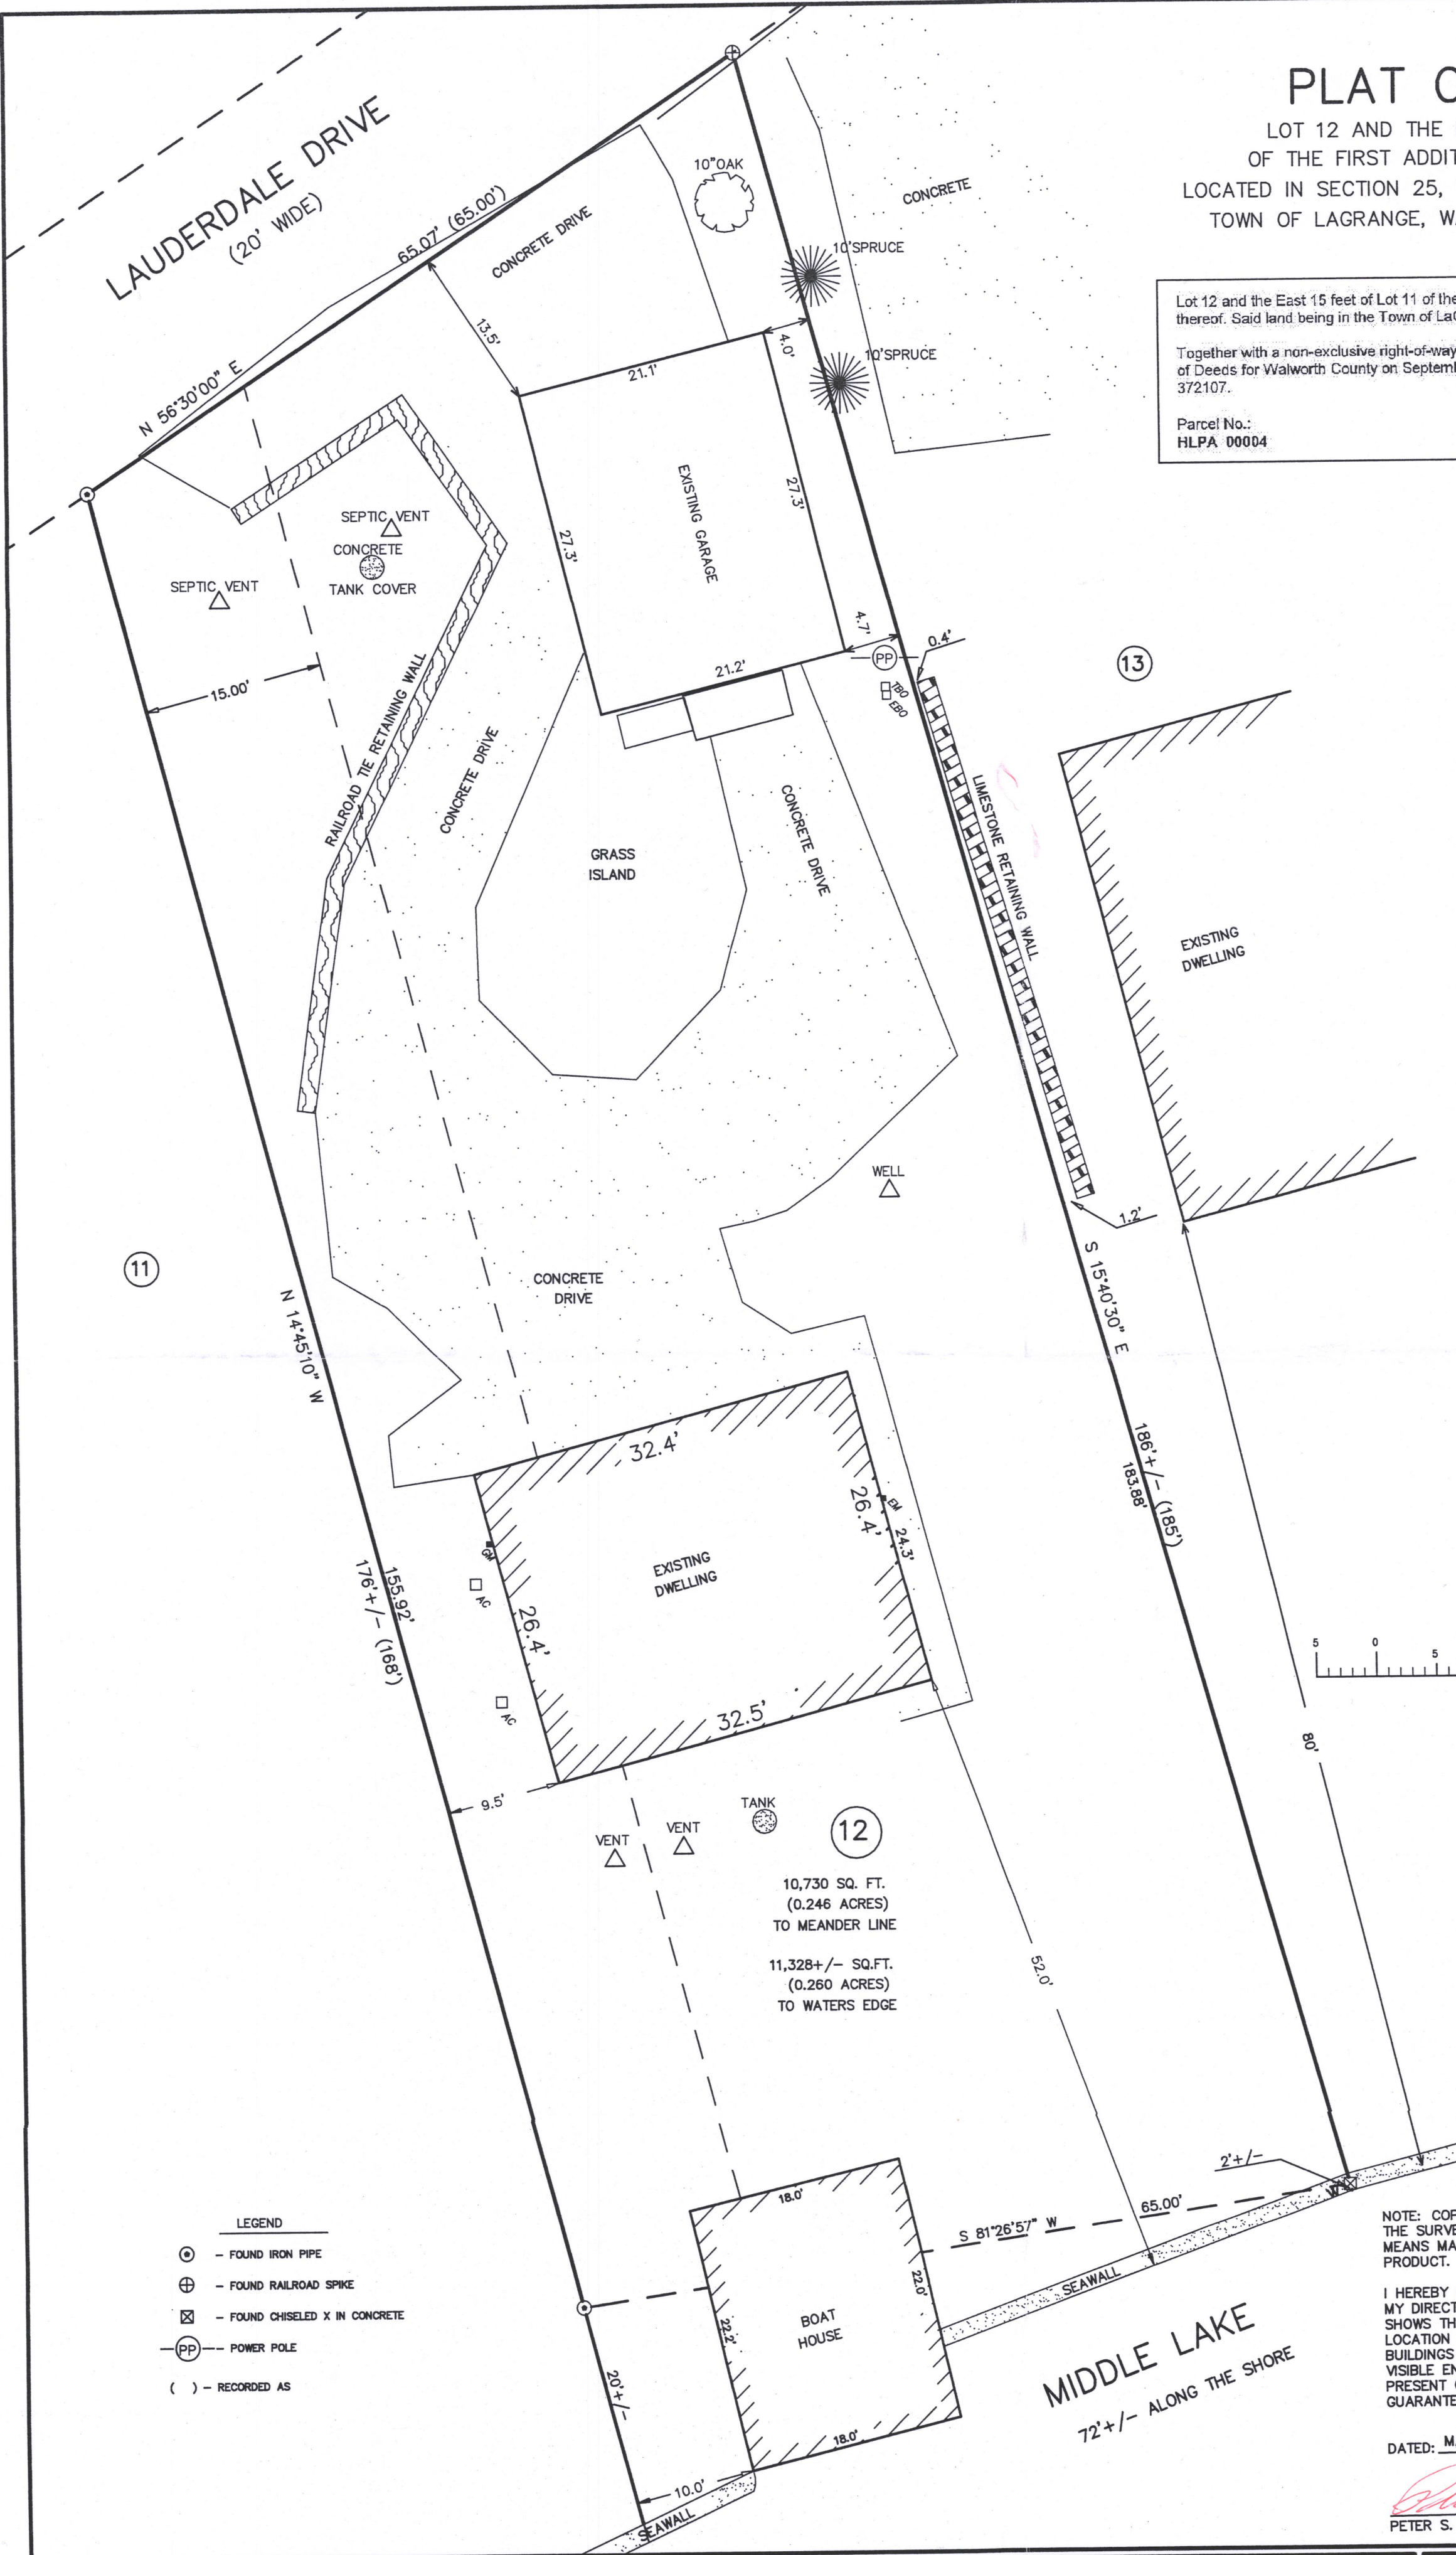 PLAT
LOT 12 AND THE
OF THE FIRST ADDIT
LOCATED IN SECTION 25,
TOWN OF LAGRANGE, W
Lot 12 and the East 15 feet of Lot 11 of the
thereof. Said land being in the Town of La
Together with a non-exclusive right-of-way
of Deeds for Walworth County on Septem
372107.
Parcel No.:
HLPA 00004
LAUDERDALE DRIVE
(20' WIDE)
65.07' (65.00')
N 56°30'00" E
CONCRETE DRIVE
10"OAK
CONCRETE
10'SPRUCE
10'SPRUCE
13.5'
4.0'
21.1'
EXISTING GARAGE
27.3'
27.3'
SEPTIC VENT
CONCRETE
TANK COVER
SEPTIC VENT
15.00'
4.7'
0.4'
21.2'
PP
TBO
EBO
13
RAILROAD TIE RETAINING WALL
CONCRETE DRIVE
CONCRETE DRIVE
LIMESTONE RETAINING WALL
GRASS
ISLAND
EXISTING
DWELLING
WELL
1.2'
11
CONCRETE
DRIVE
N 14°45'10" W
S 15°40'30" E
32.4'
186'+/- (185')
183.88'
26.4'
EM
24.3'
GM
AC
EXISTING
DWELLING
155.92'
176'+/- (168')
26.4'
AC
32.5'
5 0 5
80'
9.5'
TANK
VENT
VENT
12
10,730 SQ. FT.
(0.246 ACRES)
TO MEANDER LINE
11,328+/- SQ.FT.
(0.260 ACRES)
TO WATERS EDGE
52.0'
2'+/-
18.0'
65.00'
S 81°26'57" W
SEAWALL
22.0'
BOAT
HOUSE
22.2'
18.0'
20'+/-
10.0'
SEAWALL
MIDDLE LAKE
72'+/- ALONG THE SHORE
LEGEND
- FOUND IRON PIPE
- FOUND RAILROAD SPIKE
- FOUND CHISELED X IN CONCRETE
PP - POWER POLE
( ) - RECORDED AS
NOTE: COP
THE SURVE
MEANS MA
PRODUCT.
I HEREBY
MY DIRECT
SHOWS TH
LOCATION
BUILDINGS
VISIBLE EN
PRESENT
GUARANTE
DATED: M
PETER S.